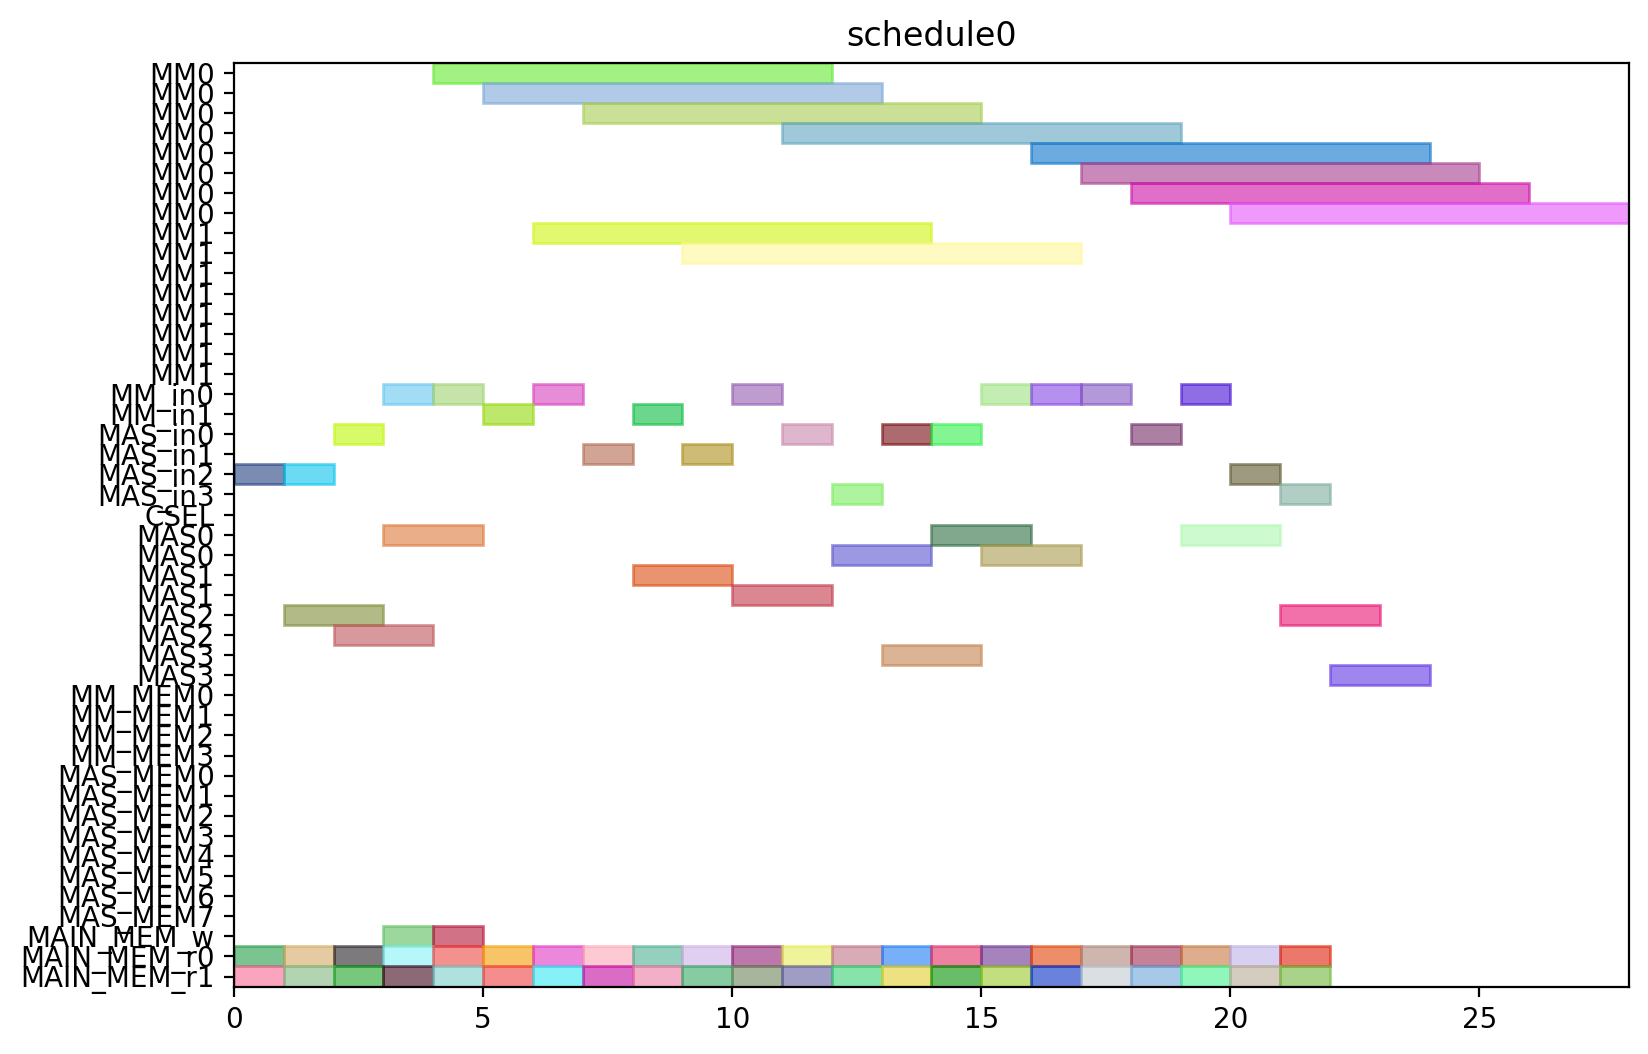 schedule0
MM0
MM0
MM0
MM0
MM0
MM0
MM0
MM0
MM1
MM1
MM1
MM1
MM1
MM1
MM1
MM1
MM_in0
MM_in1
MAS_in0
MAS_in1
MAS_in2
MAS_in3
CSEL
MAS0
MAS0
MAS1
MAS1
MAS2
MAS2
MAS3
MAS3
MM_MEM0
MM_MEM1
MM_MEM2
MM_MEM3
MAS_MEM0
MAS_MEM1
MAS_MEM2
MAS_MEM3
MAS_MEM4
MAS_MEM5
MAS_MEM6
MAS_MEM7
MAIN_MEM_w
MAIN_MEM_r0
MAIN_MEM_r1
0 5 10 15 20 25